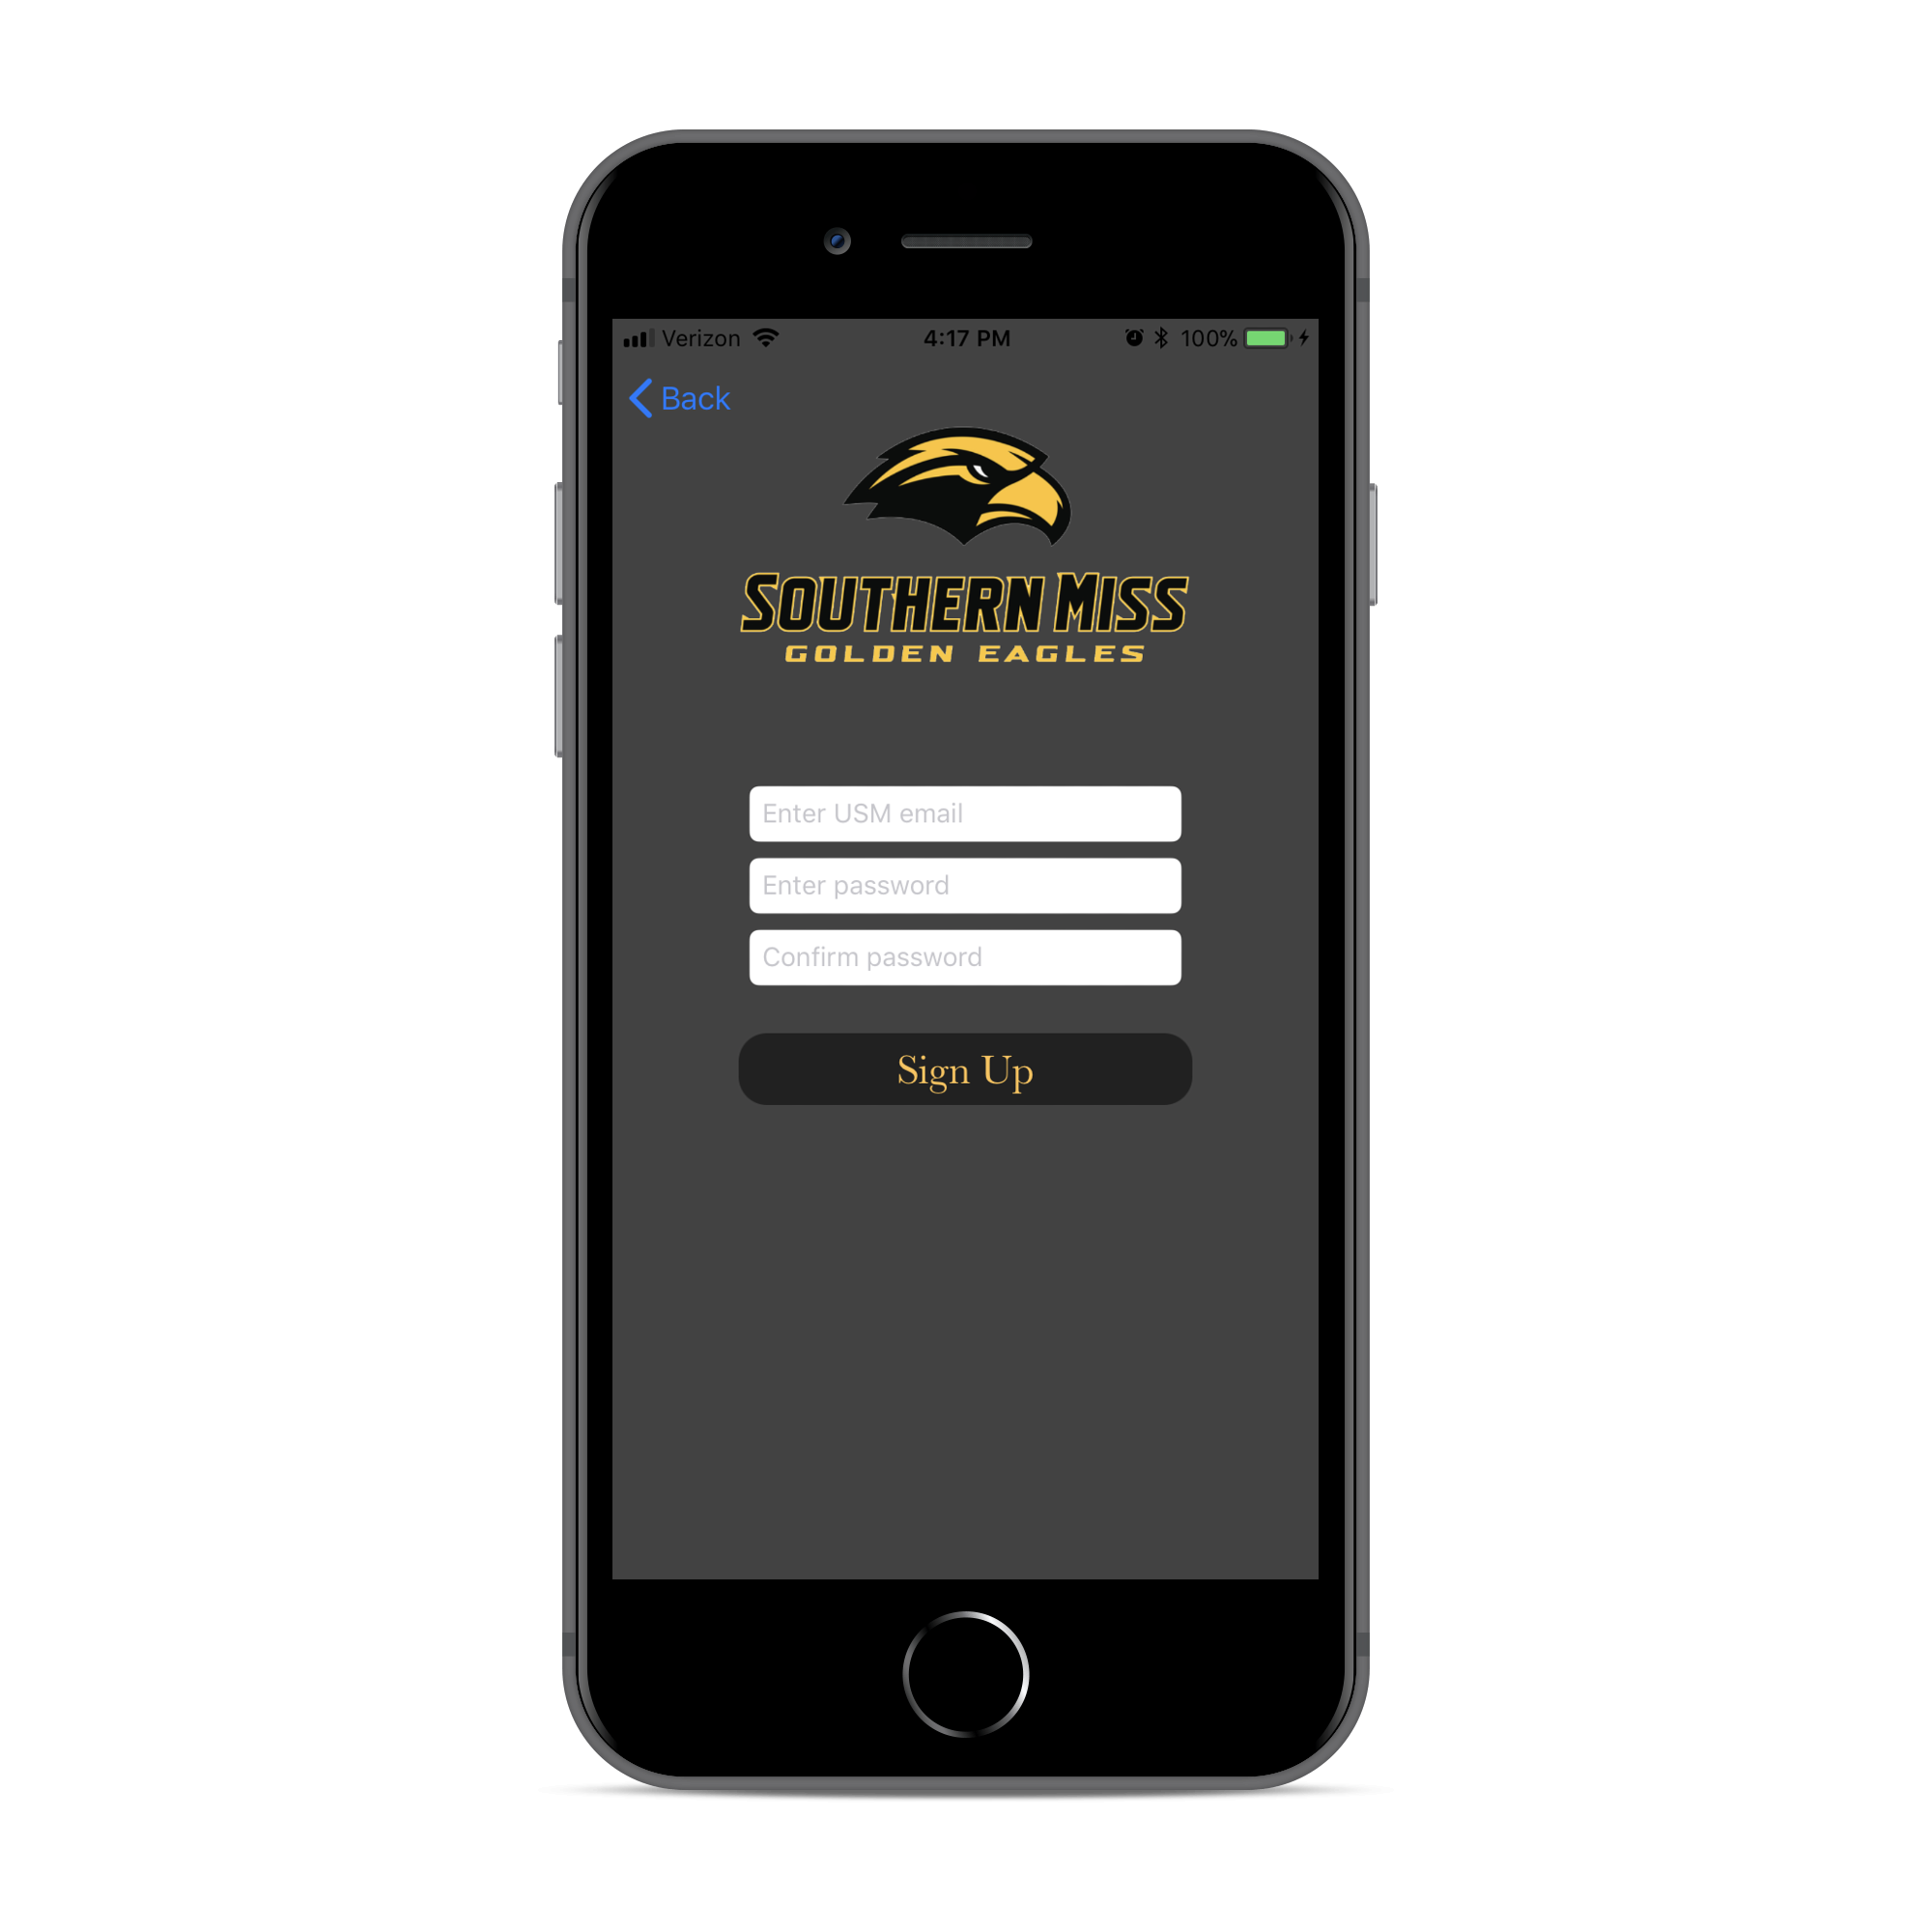 Verizon 4:17 PM 100%
Back
SOUTHERN MISS
GOLDEN EAGLES
Enter USM email
Enter password
Confirm password
Sign Up